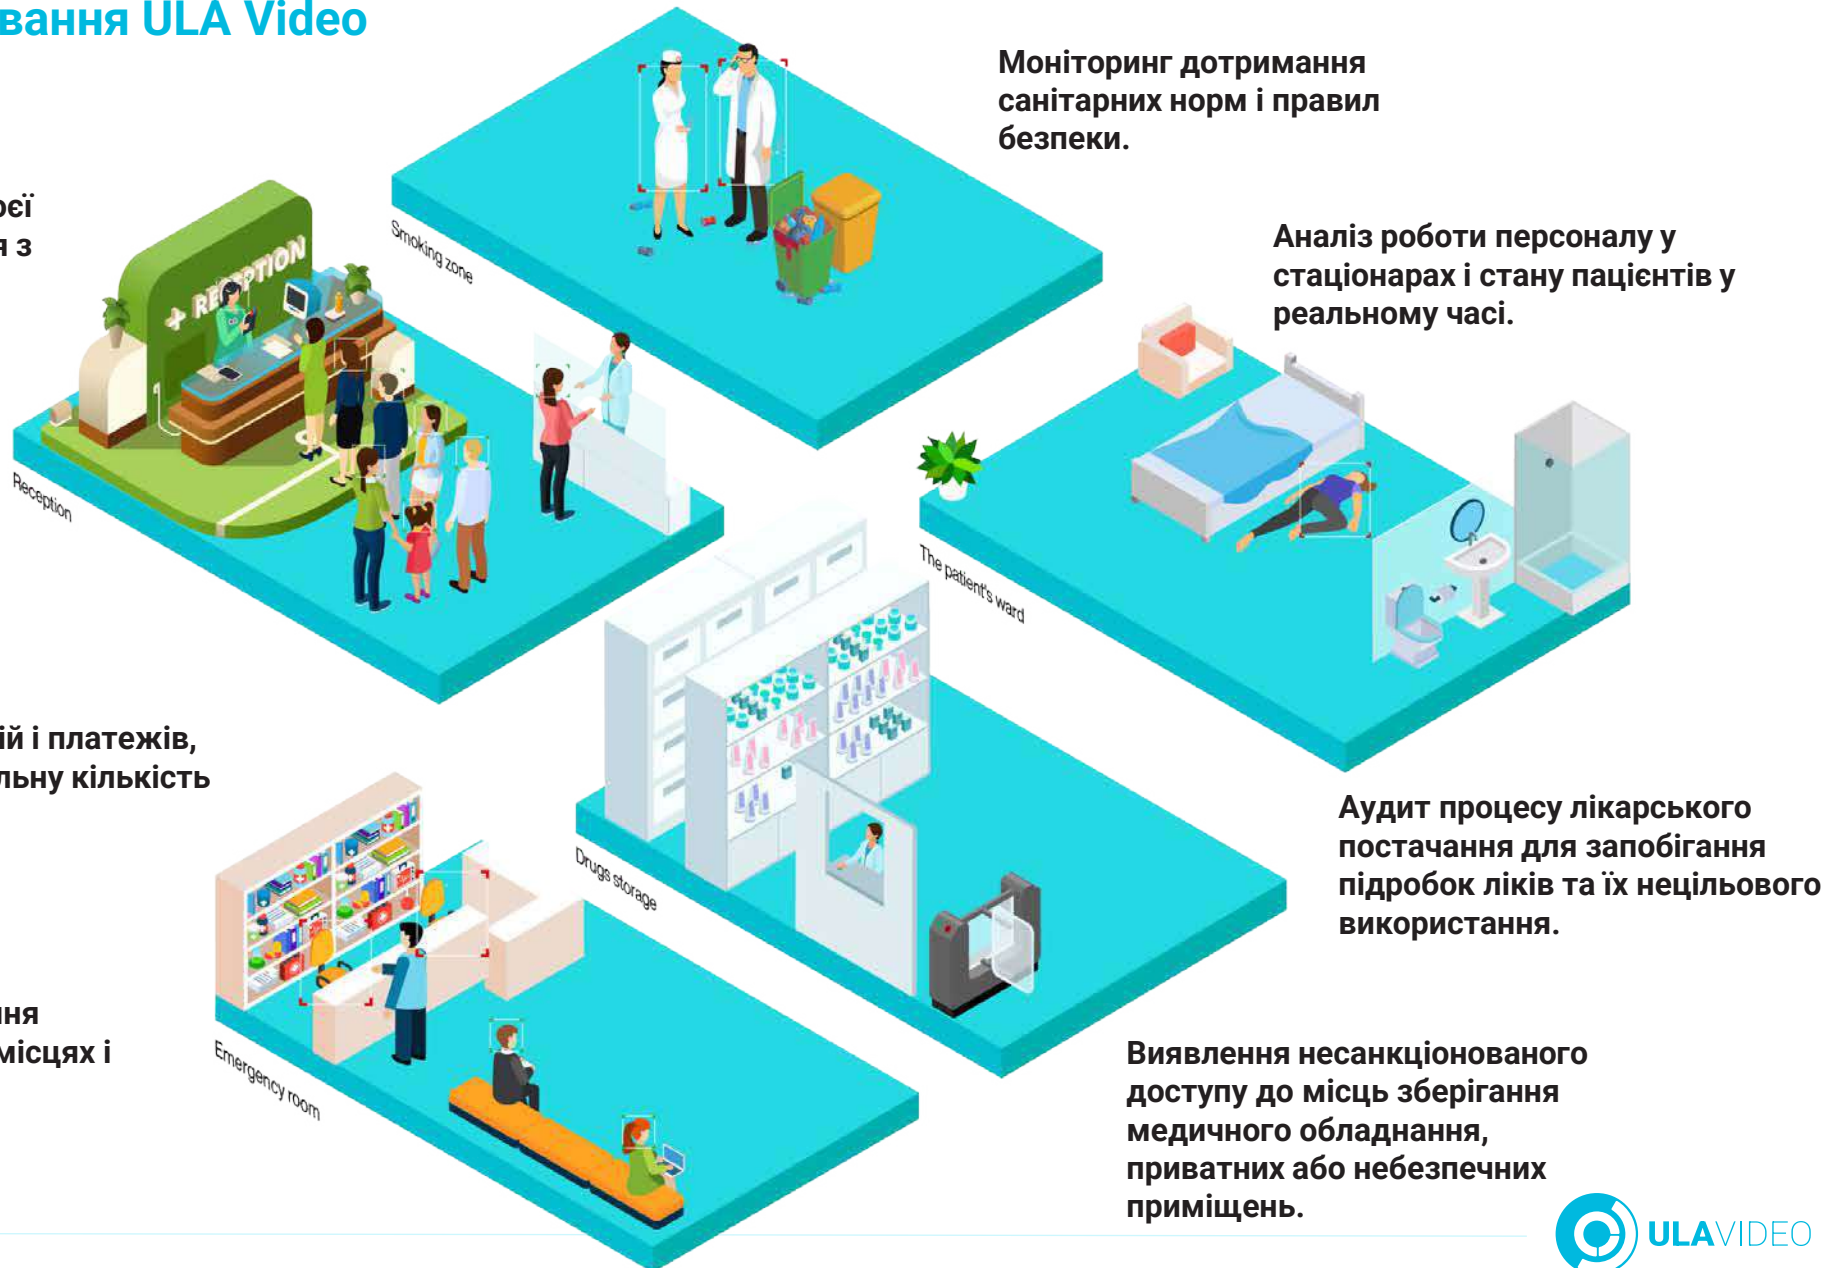 вання ULA Video
Моніторинг дотримання
санітарних норм і правил
безпеки.
оєї
я з
+ RECEPTION
Smoking zone
Аналіз роботи персоналу у
стаціонарах і стану пацієнтів у
реальному часі.
Reception
The patient's ward
ій і платежів,
льну кількість
Drugs storage
Аудит процесу лікарського
постачання для запобігання
підробок ліків та їх нецільового
використання.
ння
місцях і
Emergency room
Виявлення несанкціонованого
доступу до місць зберігання
медичного обладнання,
приватних або небезпечних
приміщень.
ULAVIDEO